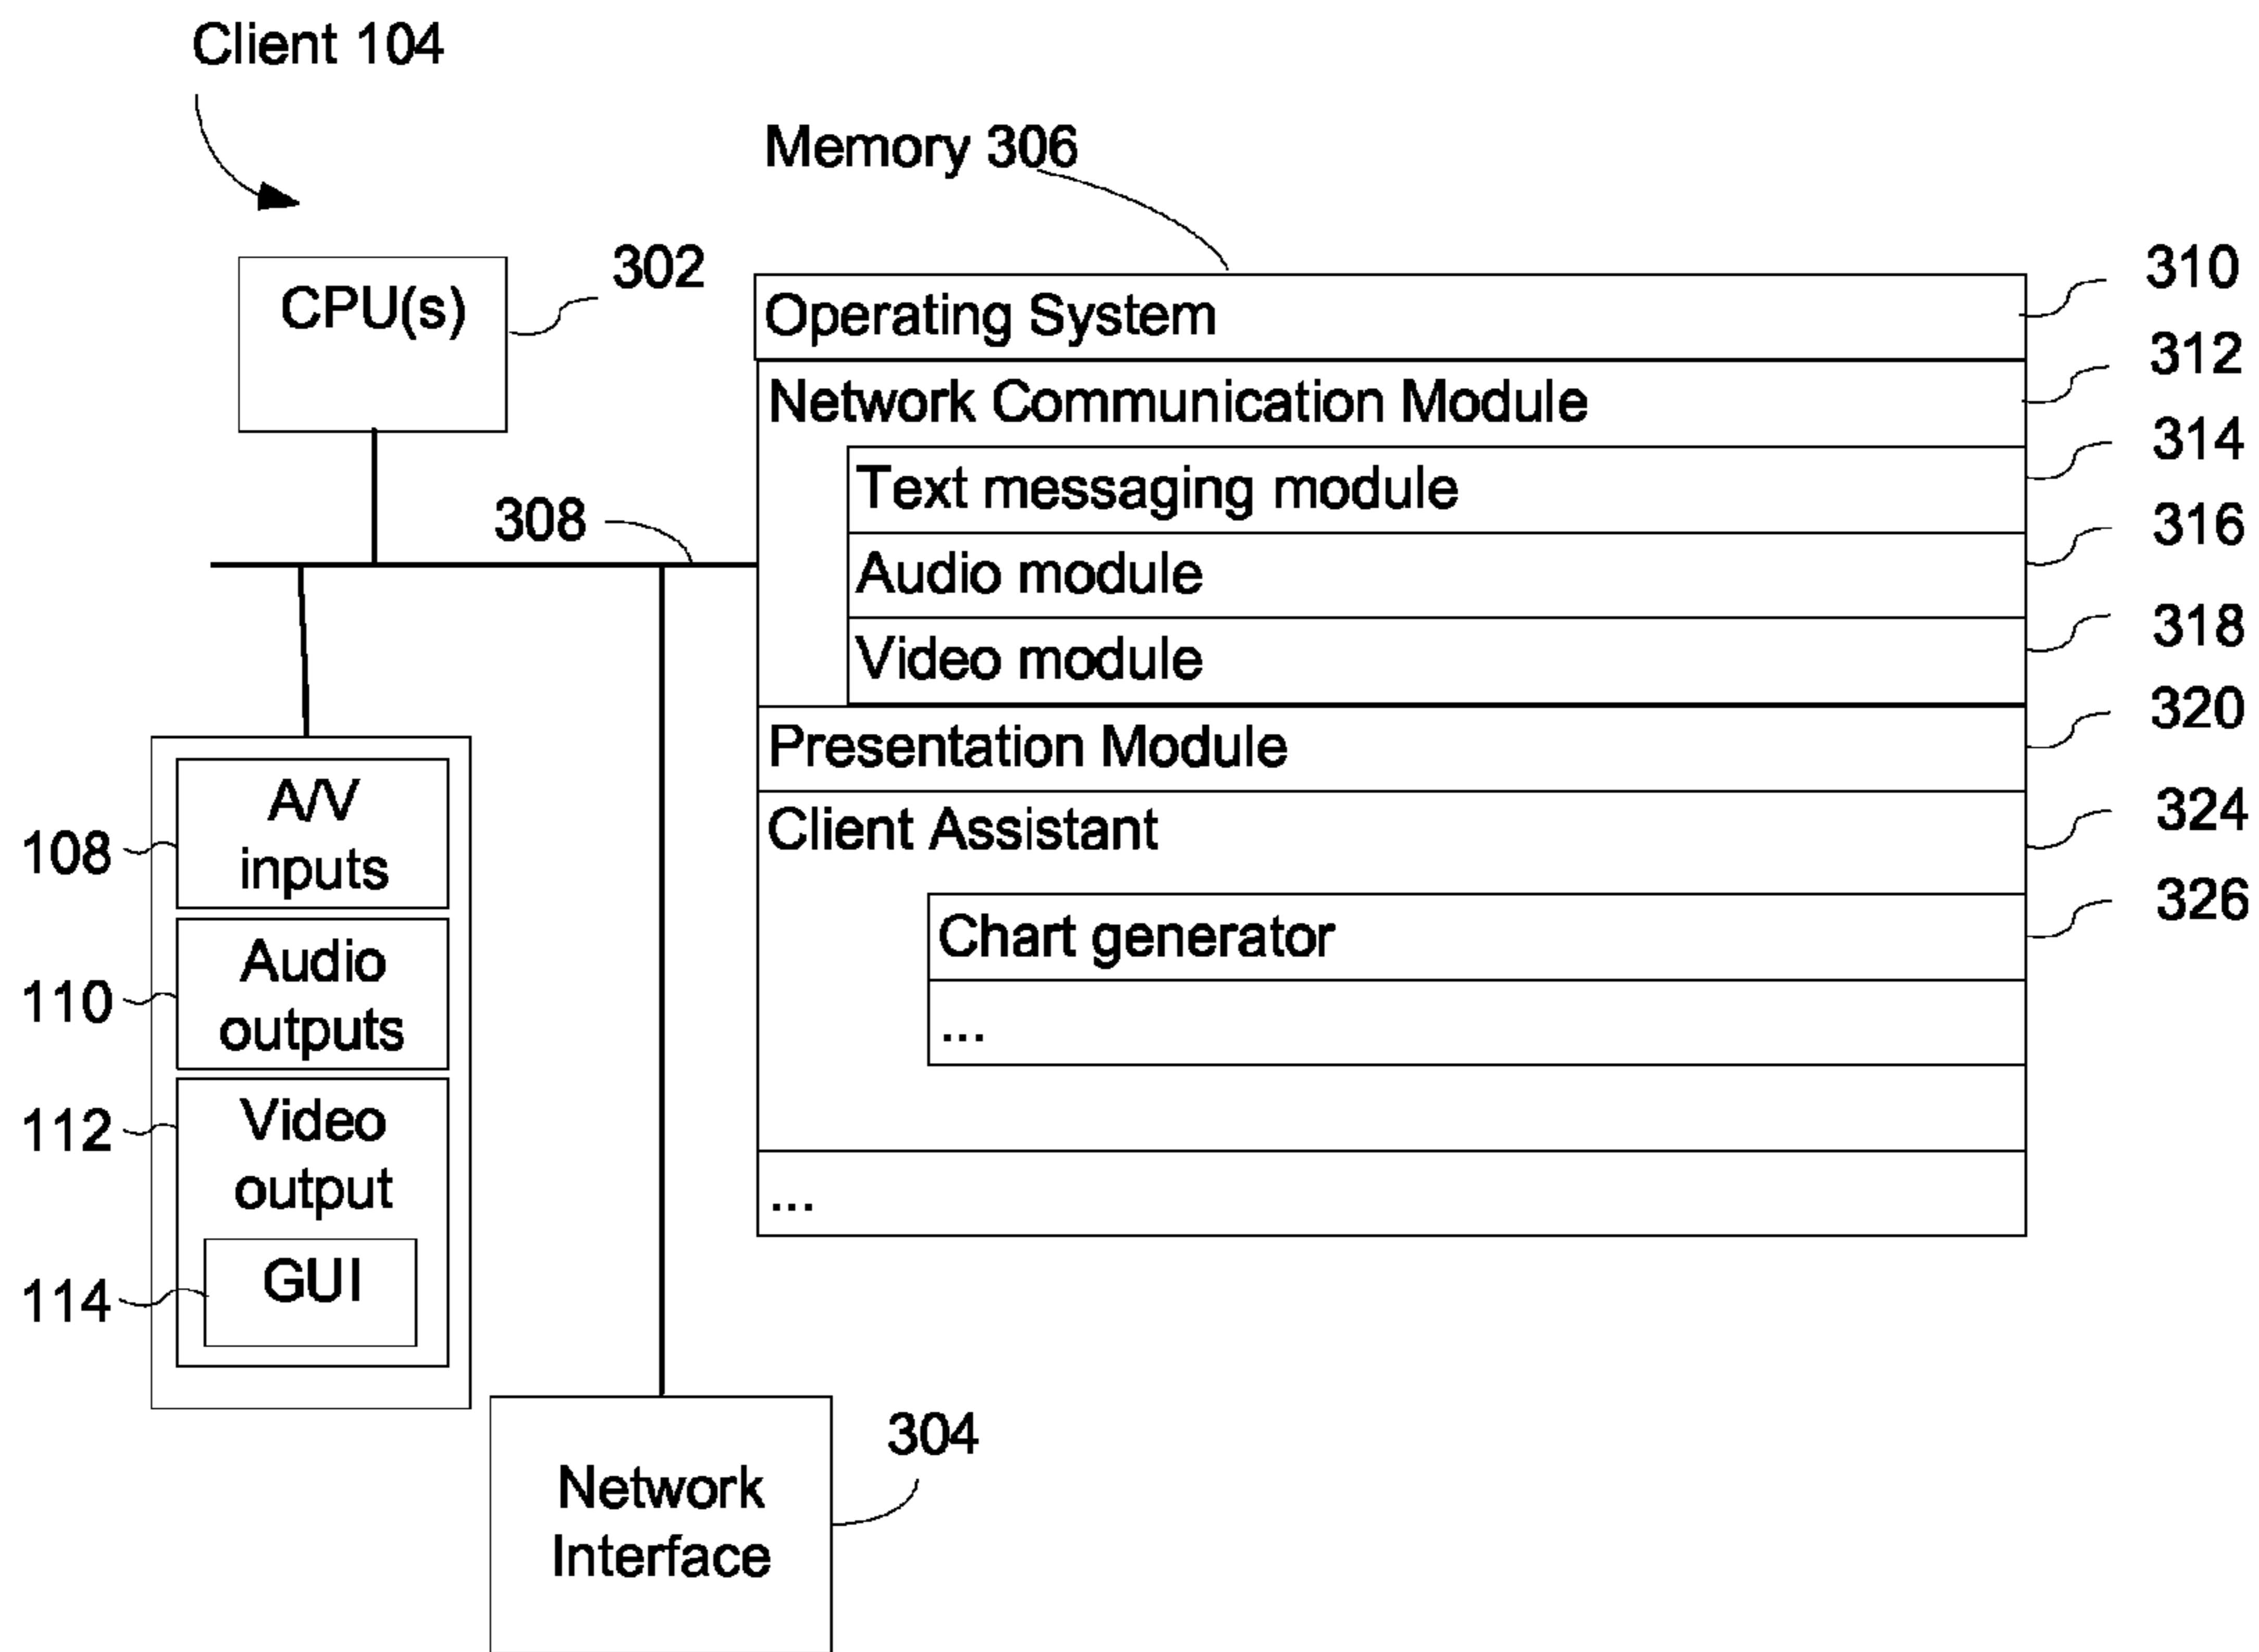 Client 104
Memory 306
CPU(s)
302
308
Operating System
310
Network Communication Module
312
Text messaging module
314
Audio module
316
Video module
318
Presentation Module
320
Client Assistant
324
Chart generator
326
...
...
A/V
inputs
108
Audio
outputs
110
Video
output
112
GUI
114
Network
Interface
304